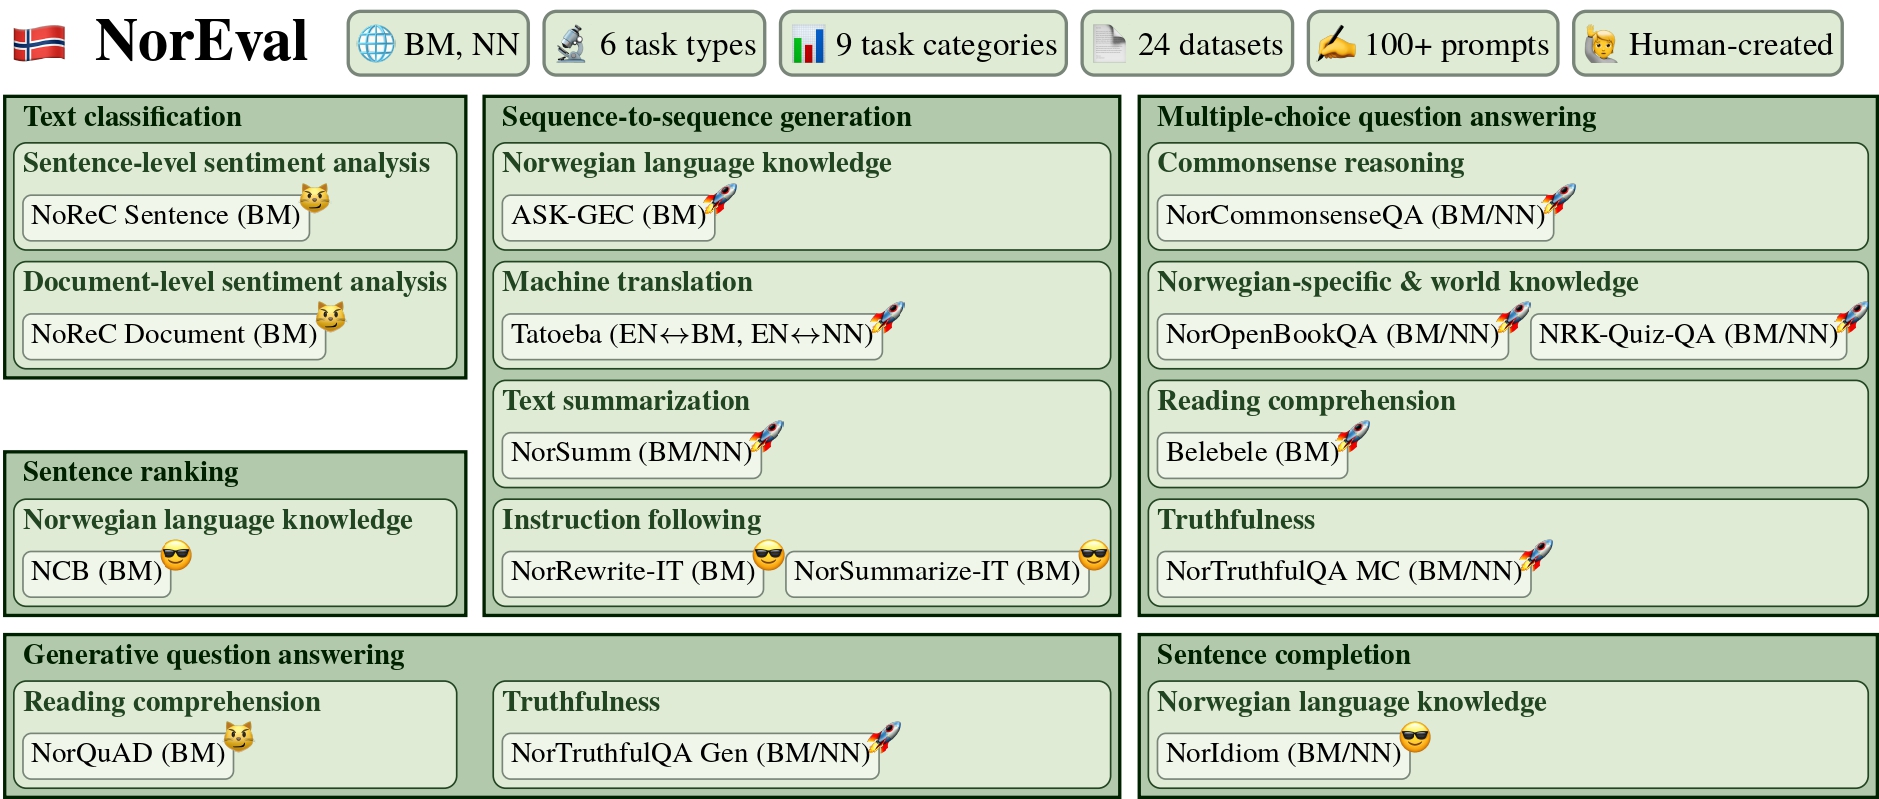 NorEval
BM, NN
6 task types
9 task categories
24 datasets
100+ prompts
Human-created
Text classification
Sentence-level sentiment analysis
NoReC Sentence (BM)
Document-level sentiment analysis
NoReC Document (BM)
Sentence ranking
Norwegian language knowledge
NCB (BM)
Sequence-to-sequence generation
Norwegian language knowledge
ASK-GEC (BM)
Machine translation
Tatoeba (EN↔BM, EN↔NN)
Text summarization
NorSumm (BM/NN)
Instruction following
NorRewrite-IT (BM) NorSummarize-IT (BM)
Multiple-choice question answering
Commonsense reasoning
NorCommonsenseQA (BM/NN)
Norwegian-specific & world knowledge
NorOpenBookQA (BM/NN) NRK-Quiz-QA (BM/NN)
Reading comprehension
Belebele (BM)
Truthfulness
NorTruthfulQA MC (BM/NN)
Generative question answering
Reading comprehension
NorQuAD (BM)
Truthfulness
NorTruthfulQA Gen (BM/NN)
Sentence completion
Norwegian language knowledge
NorIdiom (BM/NN)